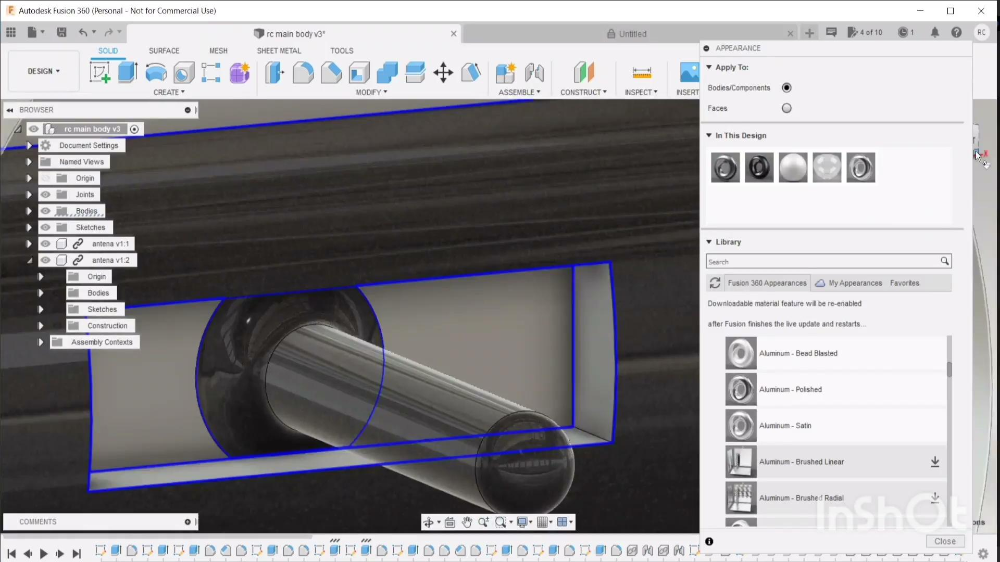 Autodesk Fusion 360 (Personal - Not for Commercial Use)
rc main body v3*
Untitled
4 of 10
1
RC
DESIGN
SOLID
SURFACE
MESH
SHEET METAL
TOOLS
CREATE
MODIFY
ASSEMBLE
CONSTRUCT
INSPECT
INSERT
BROWSER
rc main body v3
Document Settings
Named Views
Origin
Joints
Bodies
Sketches
antena v1:1
antena v1:2
Origin
Bodies
Sketches
Construction
Assembly Contexts
COMMENTS
APPEARANCE
Apply To:
Bodies/Components
Faces
In This Design
Library
Search
Fusion 360 Appearances
My Appearances
Favorites
Downloadable material feature will be re-enabled
after Fusion finishes the live update and restarts...
Aluminum - Bead Blasted
Aluminum - Polished
Aluminum - Satin
Aluminum - Brushed Linear
Aluminum - Brushed Radial
InShOt
Close
X